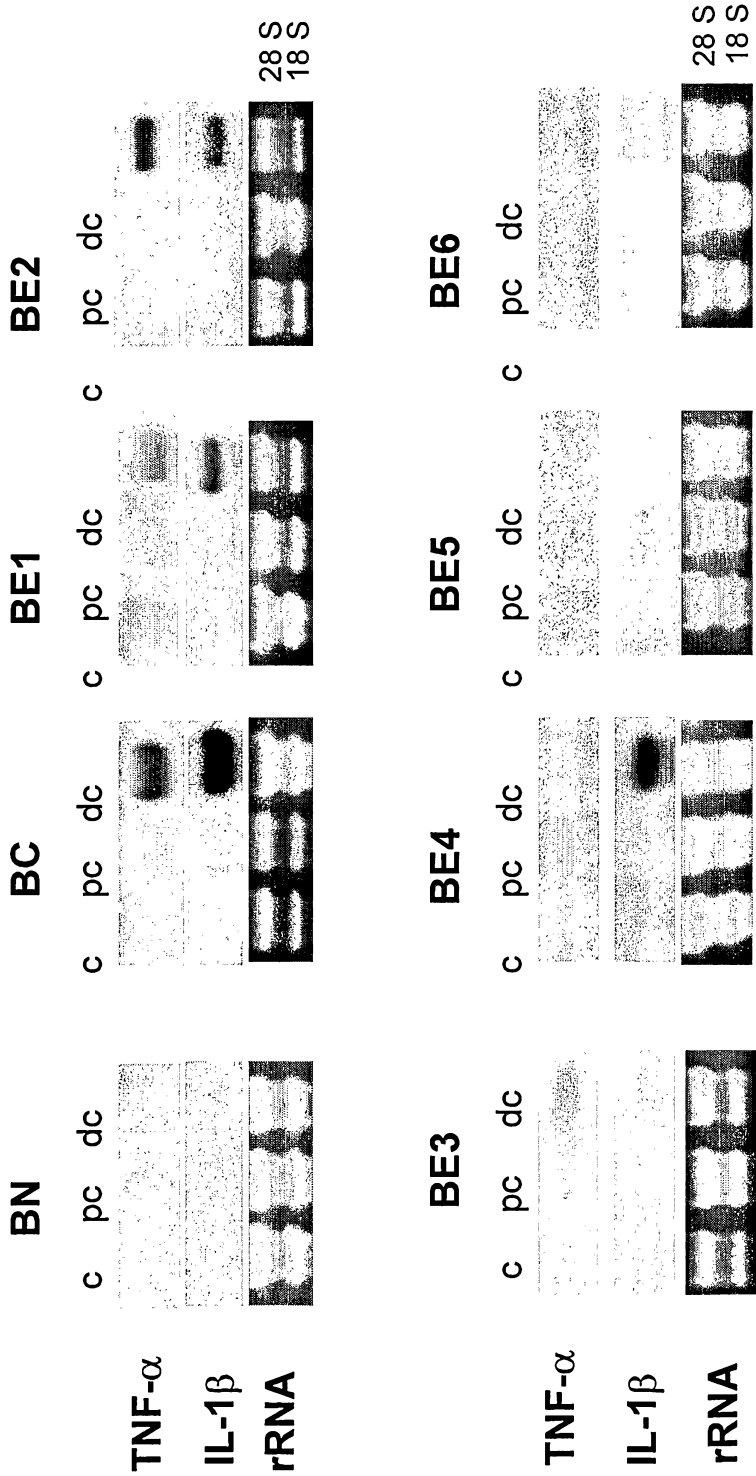 BN BC BE1 BE2
c pc dc c pc dc c pc dc c pc dc
TNF-α
IL-1β
rRNA 28 S
18 S
BE3 BE4 BE5 BE6
c pc dc c pc dc c pc dc c pc dc
TNF-α
IL-1β
rRNA 28 S
18 S